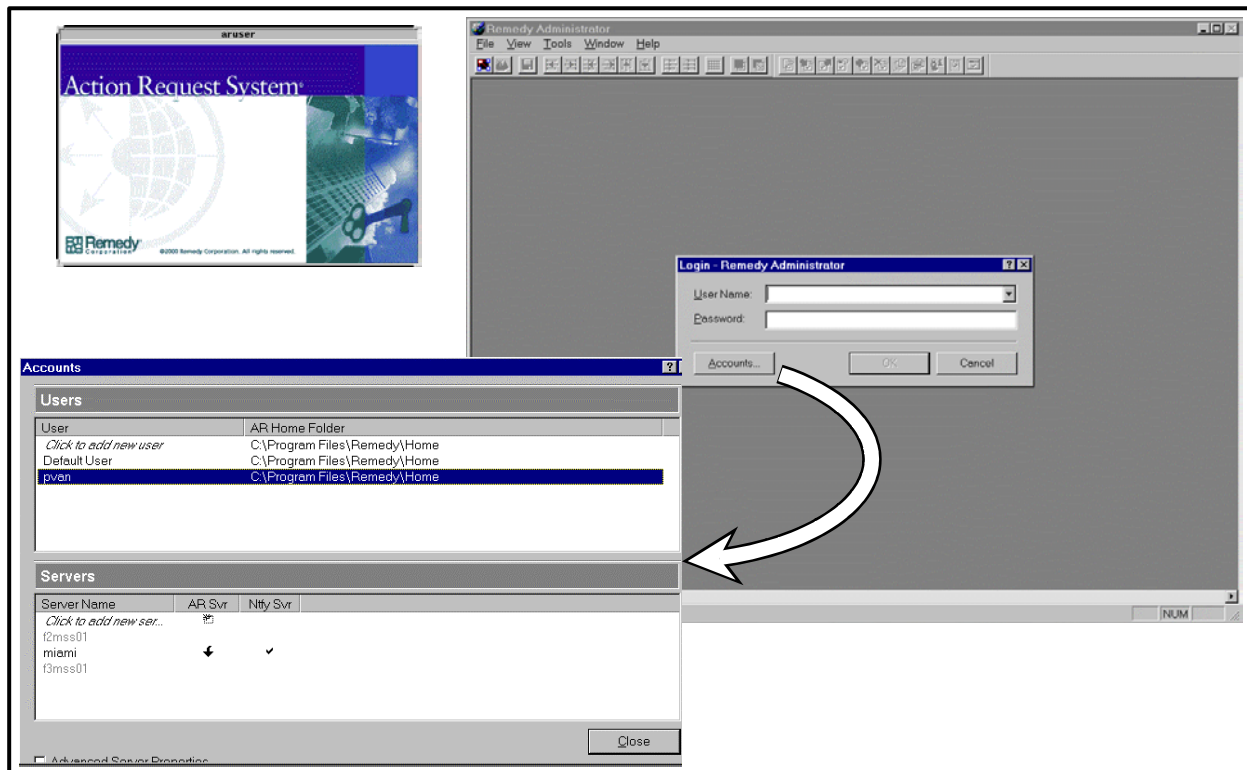 aruser
Action Request System®
Remedy
Corporation
©2000 Remedy Corporation. All rights reserved.
Remedy Administrator
File View Tools Window Help
Login - Remedy Administrator
User Name:
Password:
Accounts... OK Cancel
NUM
Accounts
Users
User AR Home Folder
Click to add new user C:\Program Files\Remedy\Home
Default User C:\Program Files\Remedy\Home
pvan C:\Program Files\Remedy\Home
Servers
Server Name AR Svr Ntfy Svr
Click to add new ser...
f2mss01
miami
f3mss01
Close
Advanced Server Properties